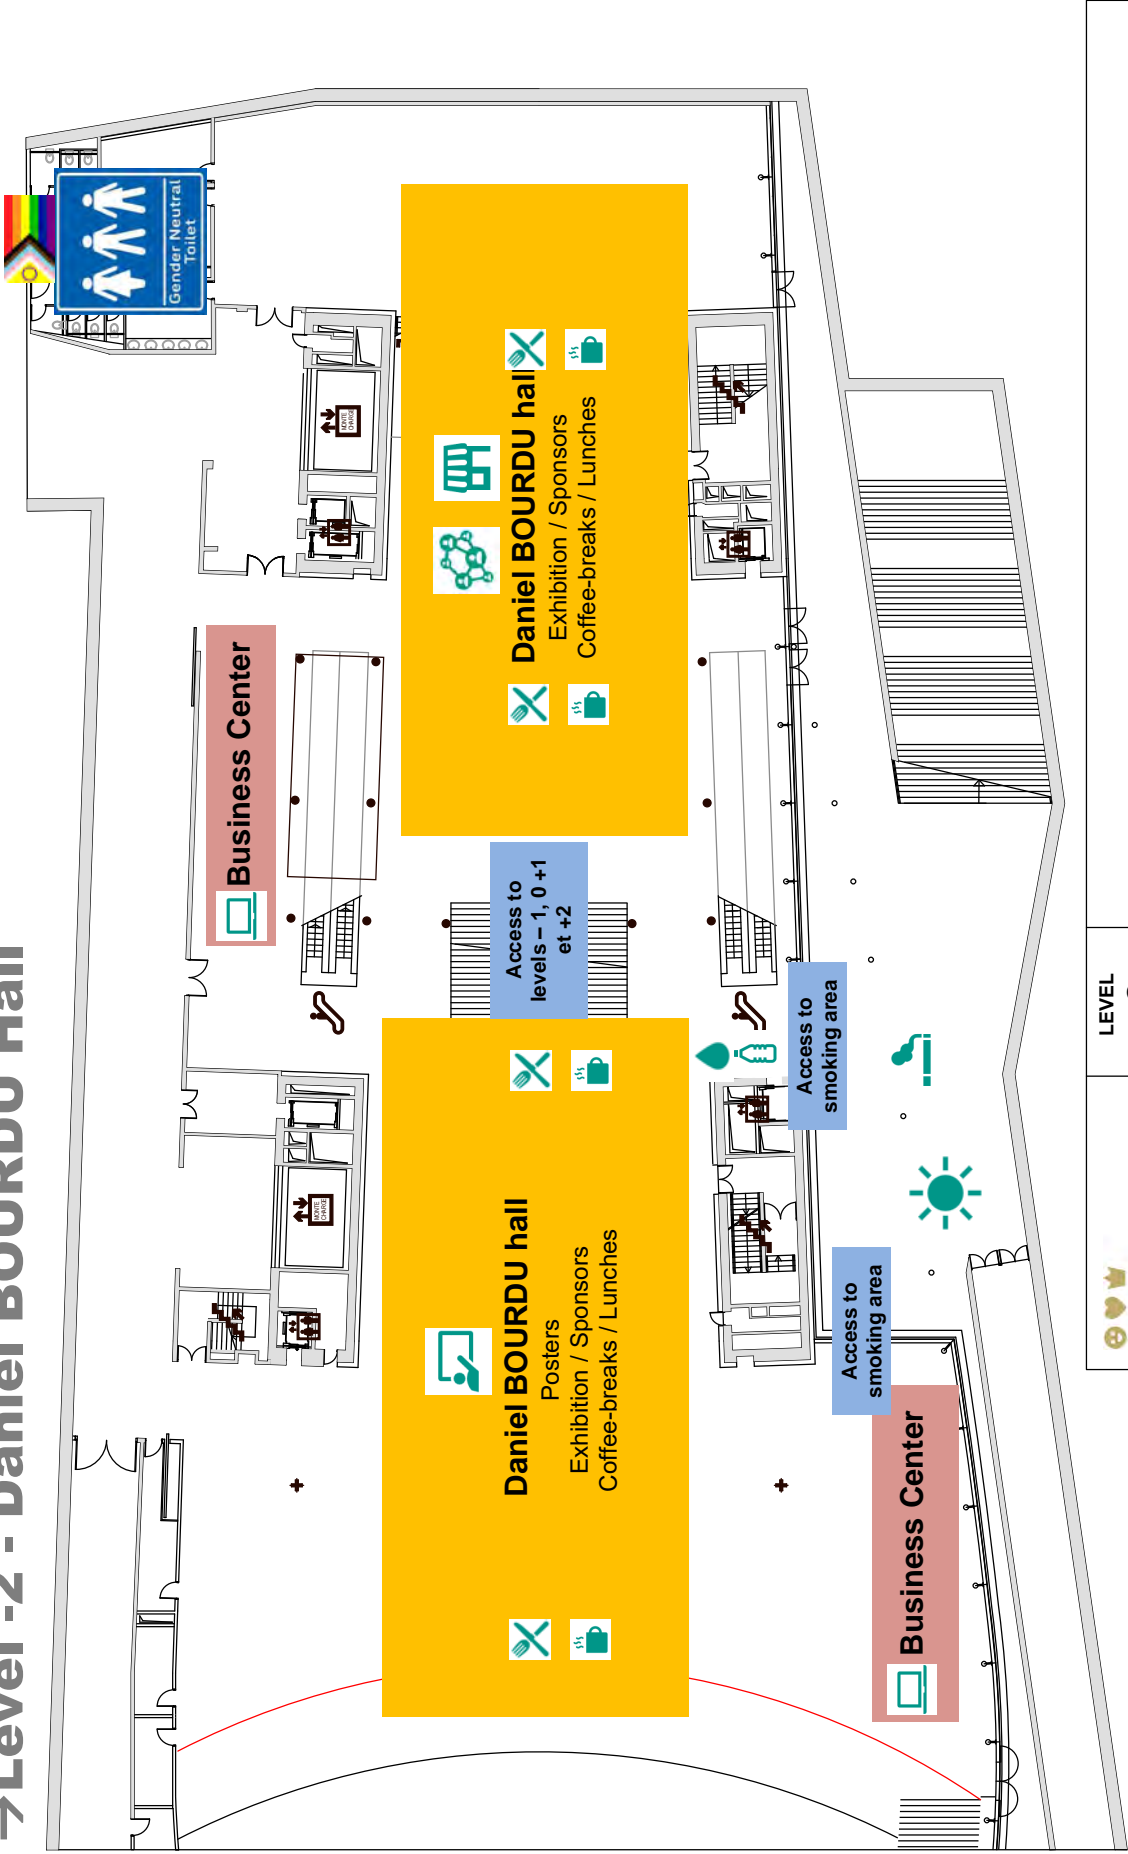 →Level -2 - Daniel BOURDU Hall
Gender Neutral
Toilet
MONTE
CHARGE
Business Center
Daniel BOURDU hall
Exhibition / Sponsors
Coffee-breaks / Lunches
Access to
levels – 1, 0 +1
et +2
MONTE
CHARGE
Daniel BOURDU hall
Posters
Exhibition / Sponsors
Coffee-breaks / Lunches
Access to
smoking area
Access to
smoking area
Business Center
LEVEL